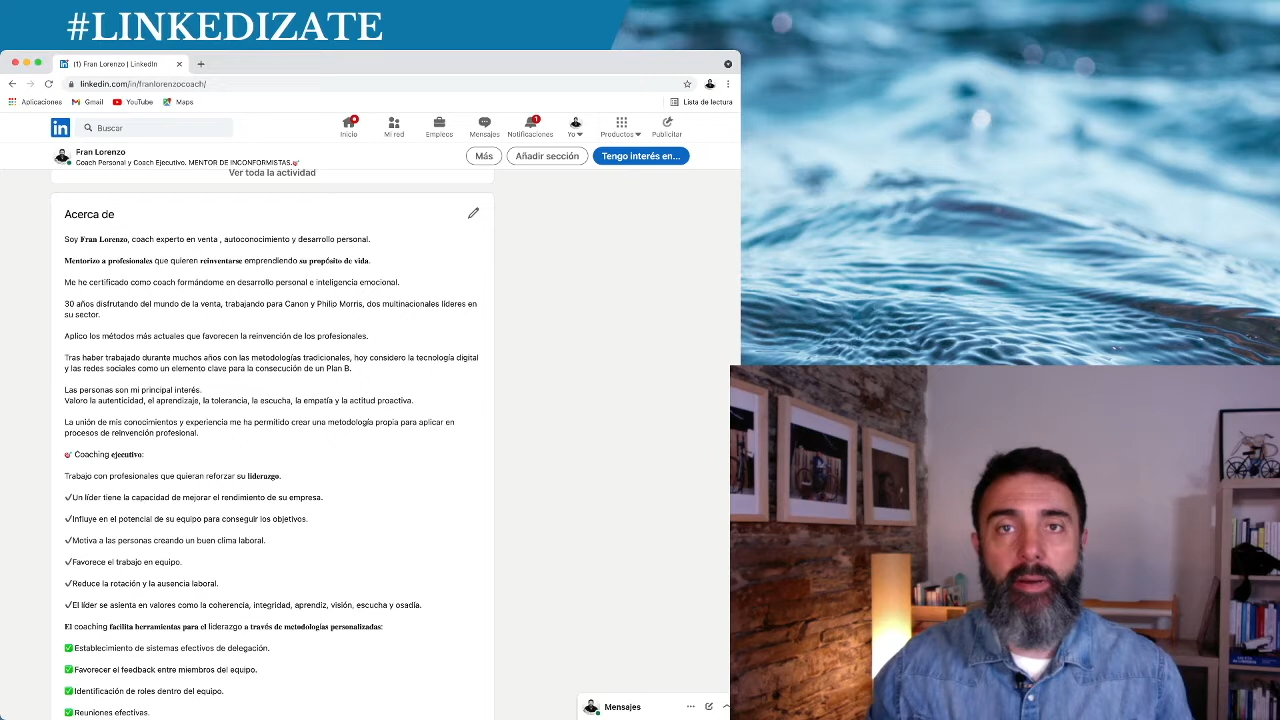 #LINKEDIZATE
(1) Fran Lorenzo | LinkedIn
linkedin.com/in/franlorenzocoach/
Aplicaciones Gmail YouTube Maps Lista de lectura
in Buscar Inicio Mi red Empleos Mensajes Notificaciones 1 Yo Productos Publicitar
Fran Lorenzo
Coach Personal y Coach Ejecutivo. MENTOR DE INCONFORMISTAS.🎯
Más Añadir sección Tengo interés en...
Ver toda la actividad
Acerca de
Soy Fran Lorenzo, coach experto en venta , autoconocimiento y desarrollo personal.
Mentorizo a profesionales que quieren reinventarse emprendiendo su propósito de vida.
Me he certificado como coach formándome en desarrollo personal e inteligencia emocional.
30 años disfrutando del mundo de la venta, trabajando para Canon y Philip Morris, dos multinacionales líderes en
su sector.
Aplico los métodos más actuales que favorecen la reinvención de los profesionales.
Tras haber trabajado durante muchos años con las metodologías tradicionales, hoy considero la tecnología digital
y las redes sociales como un elemento clave para la consecución de un Plan B.
Las personas son mi principal interés.
Valoro la autenticidad, el aprendizaje, la tolerancia, la escucha, la empatía y la actitud proactiva.
La unión de mis conocimientos y experiencia me ha permitido crear una metodología propia para aplicar en
procesos de reinvención profesional.
🎯 Coaching ejecutivo:
Trabajo con profesionales que quieran reforzar su liderazgo.
✓Un líder tiene la capacidad de mejorar el rendimiento de su empresa.
✓Influye en el potencial de su equipo para conseguir los objetivos.
✓Motiva a las personas creando un buen clima laboral.
✓Favorece el trabajo en equipo.
✓Reduce la rotación y la ausencia laboral.
✓El líder se asienta en valores como la coherencia, integridad, aprendiz, visión, escucha y osadía.
El coaching facilita herramientas para el liderazgo a través de metodologías personalizadas:
✅ Establecimiento de sistemas efectivos de delegación.
✅ Favorecer el feedback entre miembros del equipo.
✅ Identificación de roles dentro del equipo.
✅ Reuniones efectivas.
Mensajes